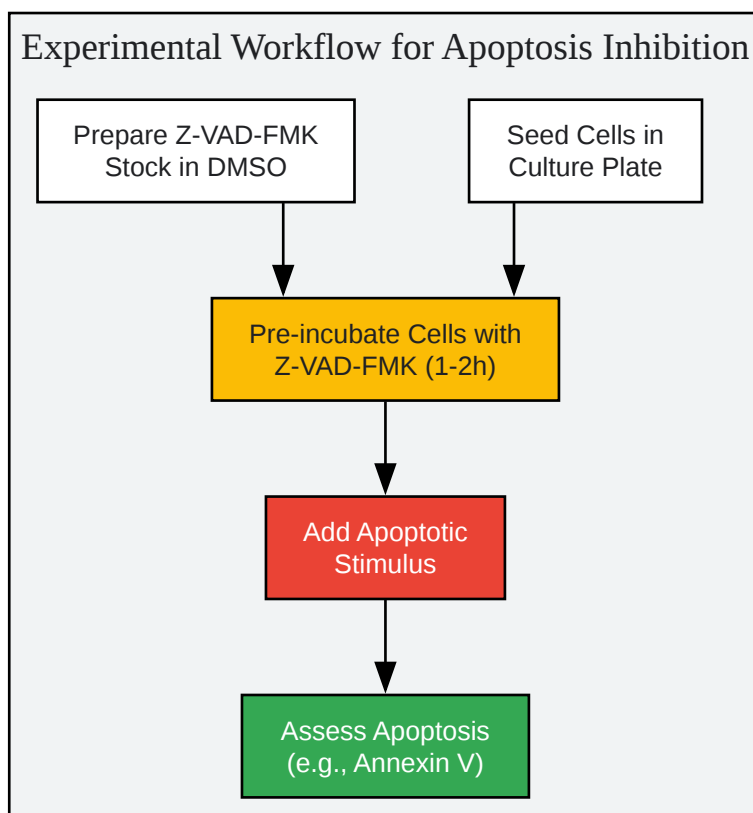 Experimental Workflow for Apoptosis Inhibition
Prepare Z-VAD-FMK
Stock in DMSO
Seed Cells in
Culture Plate
Pre-incubate Cells with
Z-VAD-FMK (1-2h)
Add Apoptotic
Stimulus
Assess Apoptosis
(e.g., Annexin V)